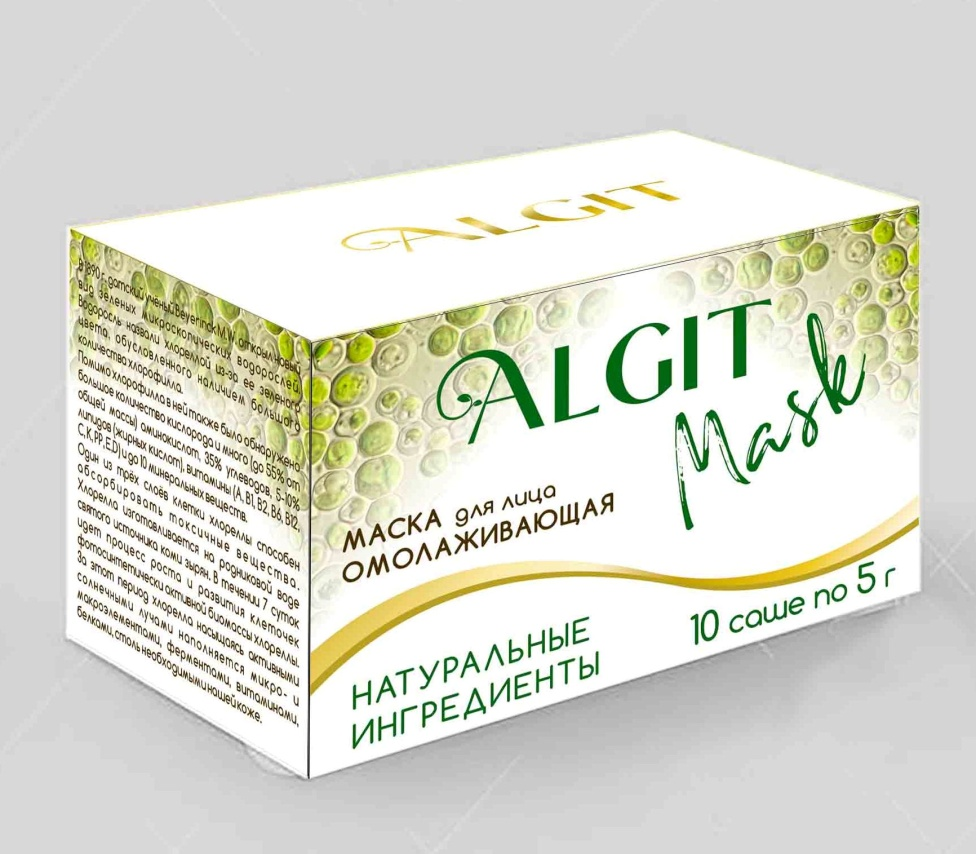 ALGIT
ALGIT
Mask
МАСКА для лица
ОМОЛАЖИВАЮЩАЯ
НАТУРАЛЬНЫЕ
ИНГРЕДИЕНТЫ
10 саше по 5 г
В 1890 г. датский учёный Beyerinck M.W. открыл новый
вид зеленых микроскопических водорослей.
Водоросль назвали хлореллой из-за ее зеленого
цвета, обусловленного наличием большого
количества хлорофилла.
Помимо хлорофилла в ней также было обнаружено
большое количество кислорода и много (до 55% от
общей массы) аминокислот, 35% углеводов, 5-10%
липидов (жирных кислот), витамины (A, B1, B2, B6, B12,
C, K, PP, E, D) и до 10 минеральных веществ.
Один из трёх слоёв клетки хлореллы способен
абсорбировать токсичные вещества.
Хлорелла изготавливается на родниковой воде
святого источника коми зырян. В течении 7 суток
идет процесс роста и развития клеточек
фотосинтетически активной биомассы хлореллы.
За этот период хлорелла насыщаясь активными
солнечными лучами наполняется микро- и
макроэлементами, ферментами, витаминами,
белками, столь необходимыми нашей коже.